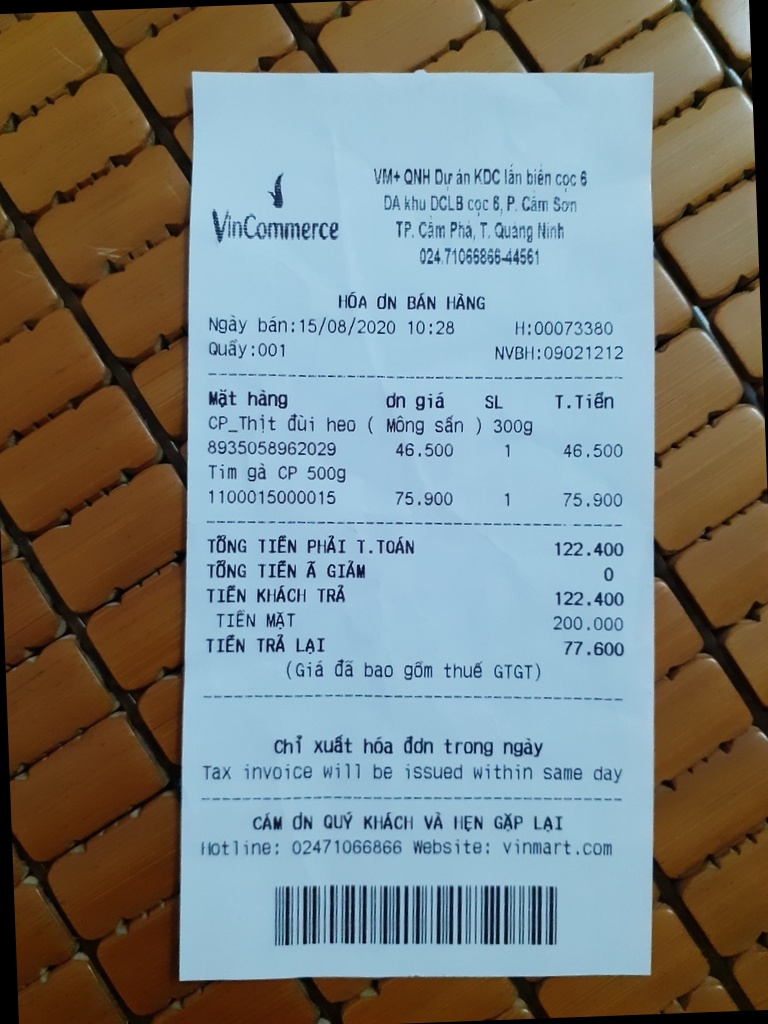 VinCommerce
VM+ QNH Dự án KDC lấn biển cọc 6
DA khu DCLB cọc 6, P. Cẩm Sơn
TP. Cẩm Phả, T. Quảng Ninh
024.71066866-44561
HÓA ƠN BÁN HÀNG
Ngày bán:15/08/2020 10:28 H:00073380
Quầy:001 NVBH:09021212
Mặt hàng ơn giá SL T.Tiền
CP_Thịt đùi heo ( Mông sấn ) 300g
8935058962029 46.500 1 46.500
Tim gà CP 500g
1100015000015 75.900 1 75.900
TỔNG TIỀN PHẢI T.TOÁN 122.400
TỔNG TIỀN Ã GIẢM 0
TIỀN KHÁCH TRẢ 122.400
TIỀN MẶT 200.000
TIỀN TRẢ LẠI 77.600
(Giá đã bao gồm thuế GTGT)
Chỉ xuất hóa đơn trong ngày
Tax invoice will be issued within same day
CÁM ƠN QUÝ KHÁCH VÀ HẸN GẶP LẠI
Hotline: 02471066866 Website: vinmart.com